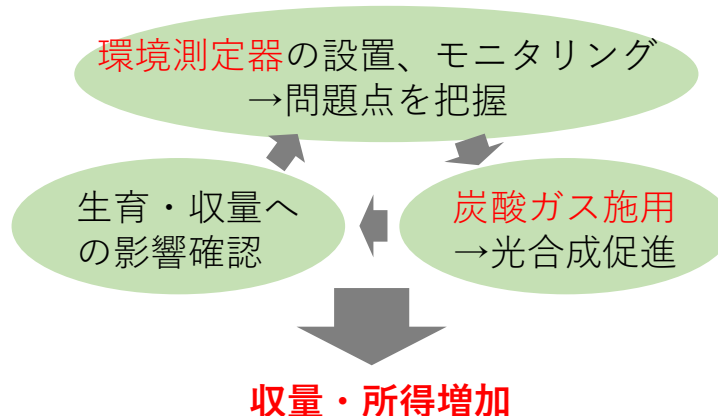 環境測定器の設置、モニタリング
→問題点を把握
生育・収量へ
の影響確認
炭酸ガス施用
→光合成促進
収量・所得増加